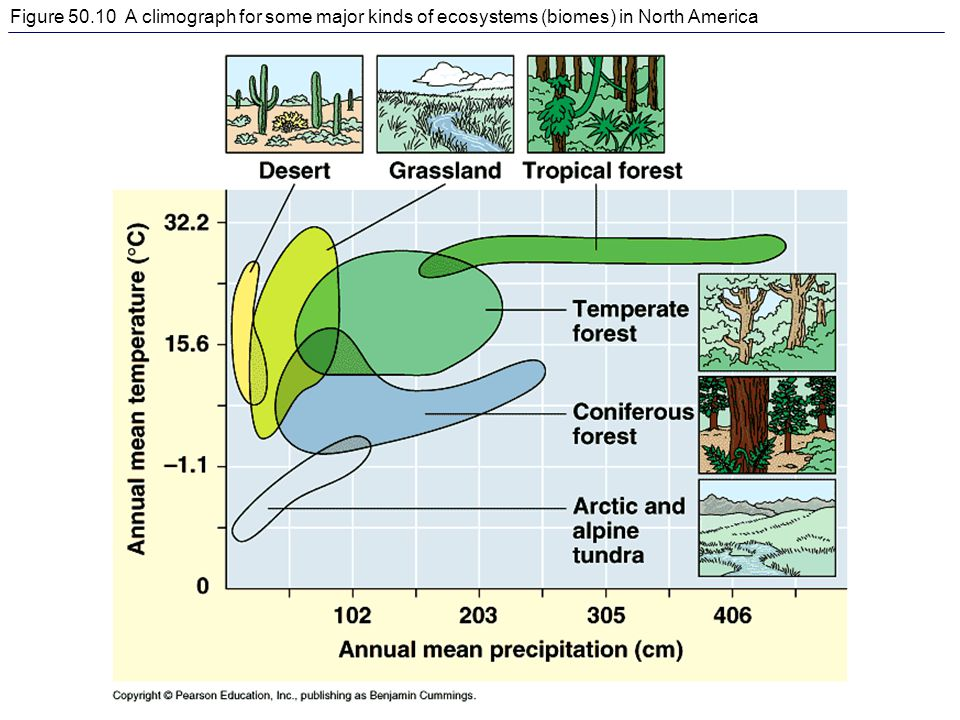 Figure 50.10 A climograph for some major kinds of ecosystems (biomes) in North America
Desert
Grassland
Tropical forest
Annual mean temperature (°C)
32.2
15.6
–1.1
0
Temperate
forest
Coniferous
forest
Arctic and
alpine
tundra
102
203
305
406
Annual mean precipitation (cm)
Copyright © Pearson Education, Inc., publishing as Benjamin Cummings.